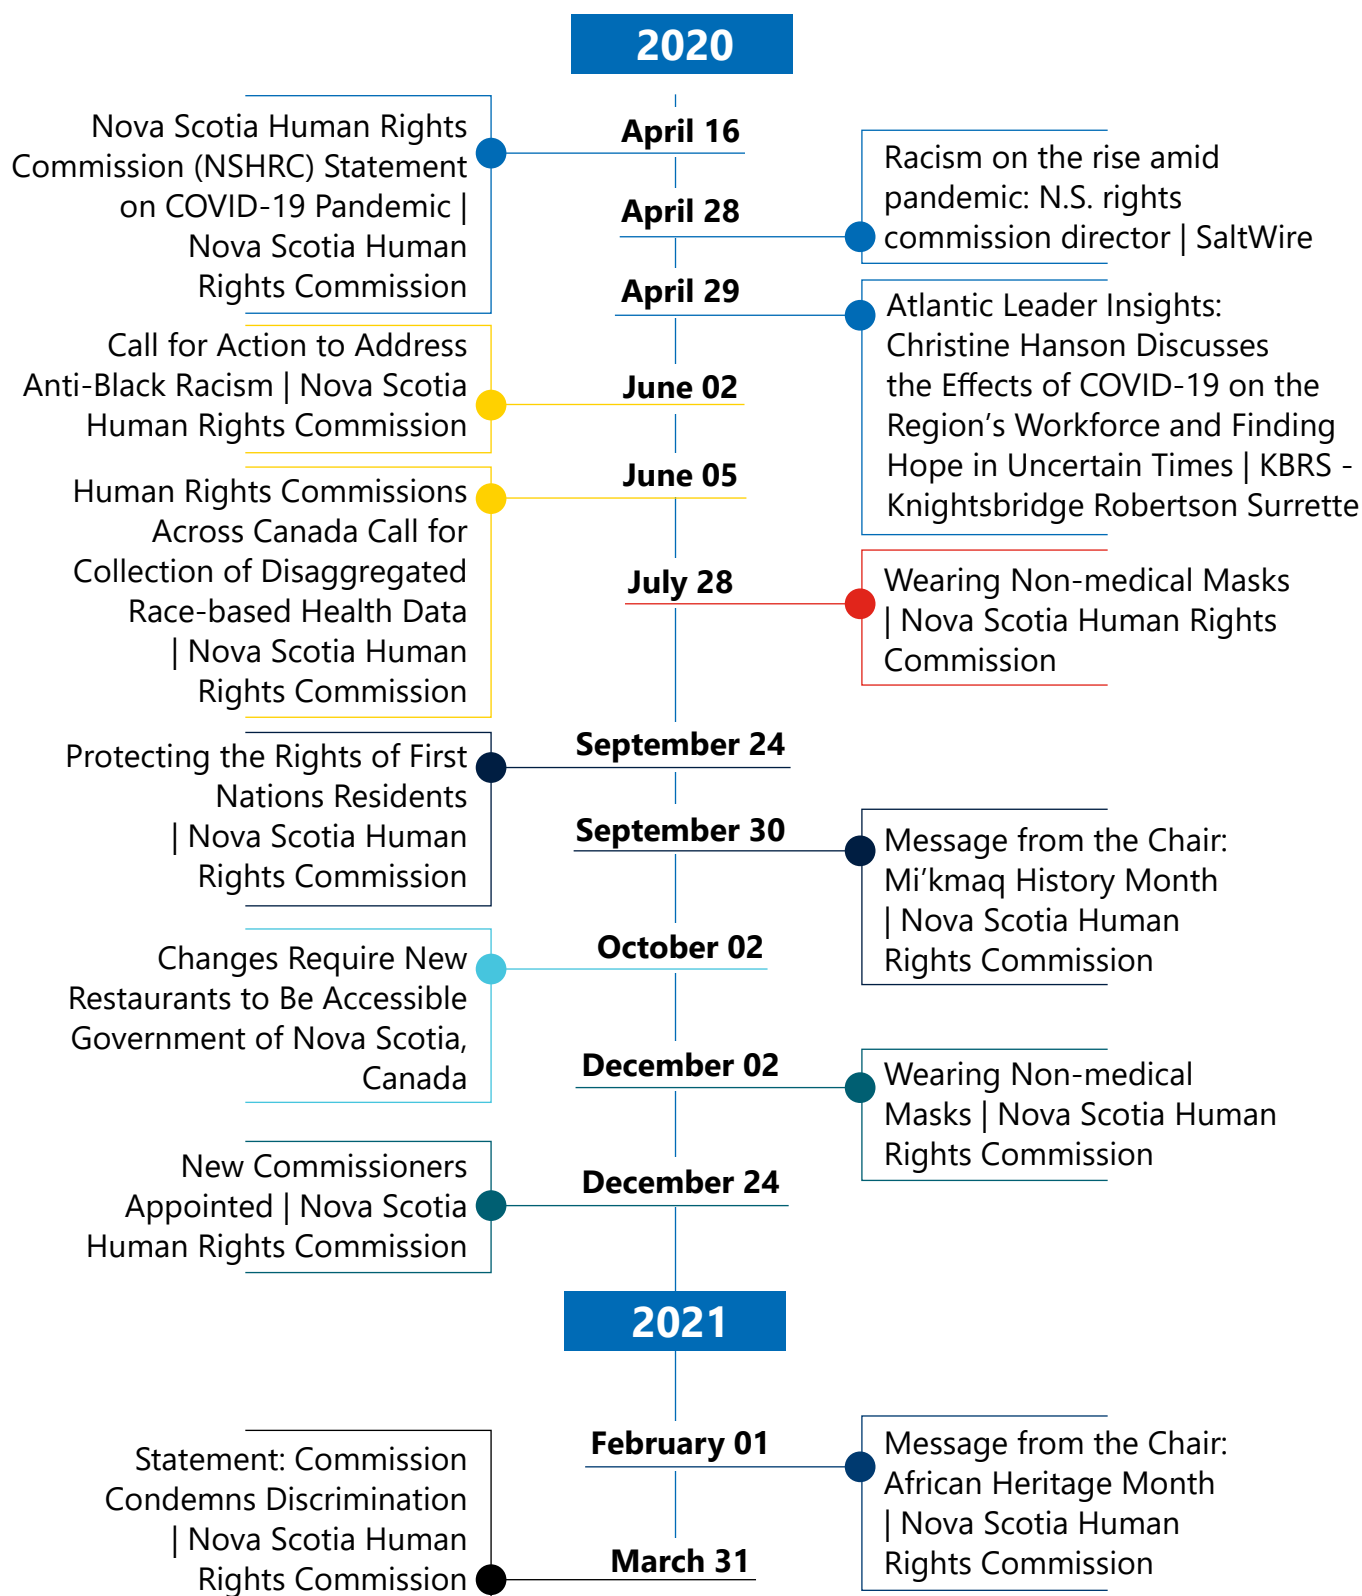 2020
April 16
Nova Scotia Human Rights
Commission (NSHRC) Statement
on COVID-19 Pandemic |
Nova Scotia Human
Rights Commission
April 28
Racism on the rise amid
pandemic: N.S. rights
commission director | SaltWire
April 29
Atlantic Leader Insights:
Christine Hanson Discusses
the Effects of COVID-19 on the
Region’s Workforce and Finding
Hope in Uncertain Times | KBRS -
Knightsbridge Robertson Surrette
June 02
Call for Action to Address
Anti-Black Racism | Nova Scotia
Human Rights Commission
June 05
Human Rights Commissions
Across Canada Call for
Collection of Disaggregated
Race-based Health Data
| Nova Scotia Human
Rights Commission
July 28
Wearing Non-medical Masks
| Nova Scotia Human Rights
Commission
September 24
Protecting the Rights of First
Nations Residents
| Nova Scotia Human
Rights Commission
September 30
Message from the Chair:
Mi’kmaq History Month
| Nova Scotia Human
Rights Commission
October 02
Changes Require New
Restaurants to Be Accessible
Government of Nova Scotia,
Canada
December 02
Wearing Non-medical
Masks | Nova Scotia Human
Rights Commission
December 24
New Commissioners
Appointed | Nova Scotia
Human Rights Commission
2021
February 01
Message from the Chair:
African Heritage Month
| Nova Scotia Human
Rights Commission
March 31
Statement: Commission
Condemns Discrimination
| Nova Scotia Human
Rights Commission